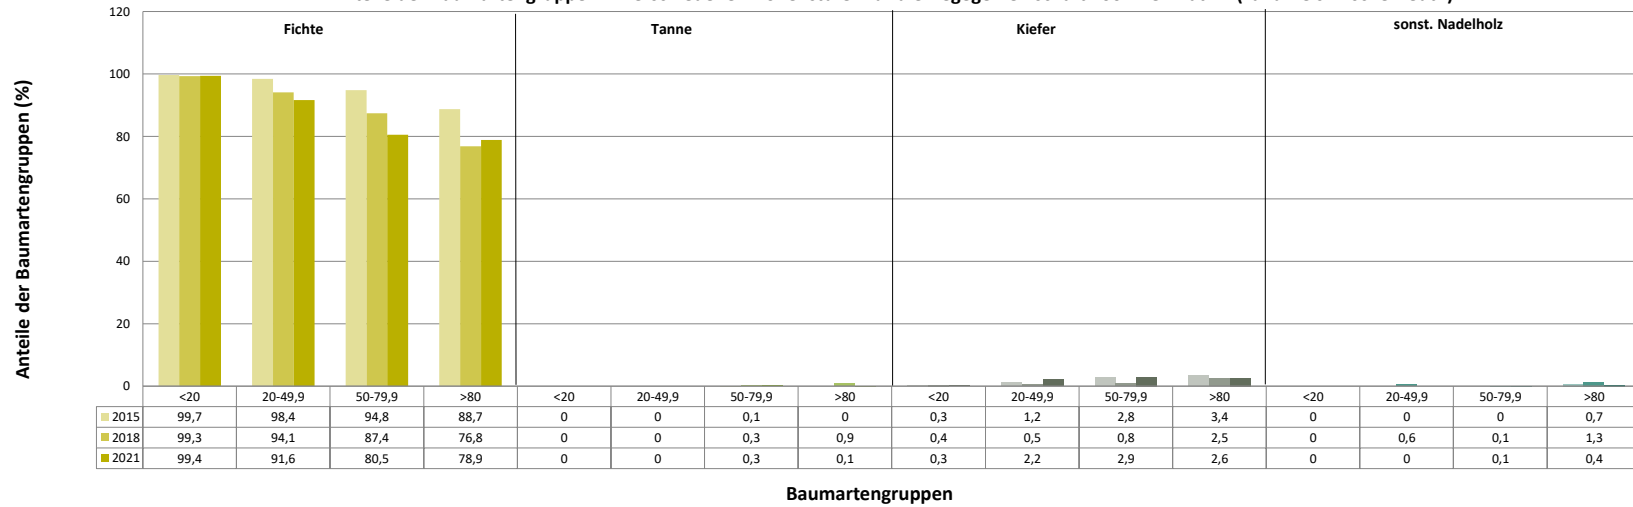 120
100
80
60
40
20
0
Anteile der Baumartengruppen (%)
Fichte Tanne Kiefer sonst. Nadelholz
<20 20-49,9 50-79,9 >80 <20 20-49,9 50-79,9 >80 <20 20-49,9 50-79,9 >80 <20 20-49,9 50-79,9 >80
2015 99,7 98,4 94,8 88,7 0 0 0,1 0 0,3 1,2 2,8 3,4 0 0 0 0,7
2018 99,3 94,1 87,4 76,8 0 0 0,3 0,9 0,4 0,5 0,8 2,5 0 0,6 0,1 1,3
2021 99,4 91,6 80,5 78,9 0 0 0,3 0,1 0,3 2,2 2,9 2,6 0 0 0,1 0,4
Baumartengruppen